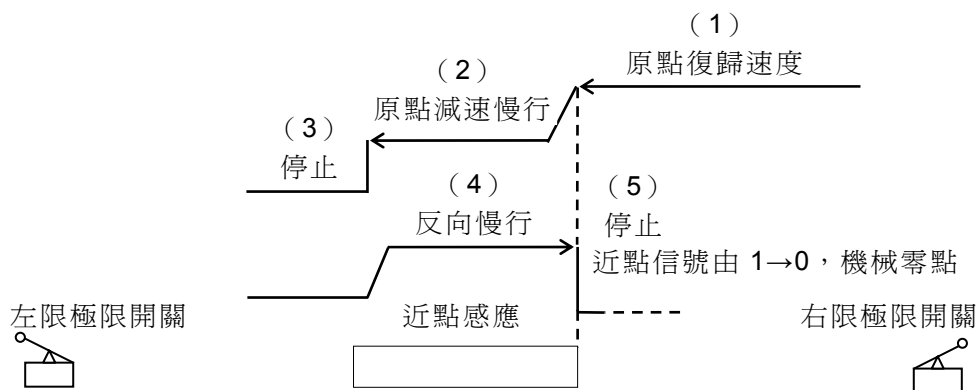 （1）
原點復歸速度
（2）
原點減速慢行
（3）
停止
（4）
反向慢行
（5）
停止
近點信號由 1→0，機械零點
左限極限開關
近點感應
右限極限開關